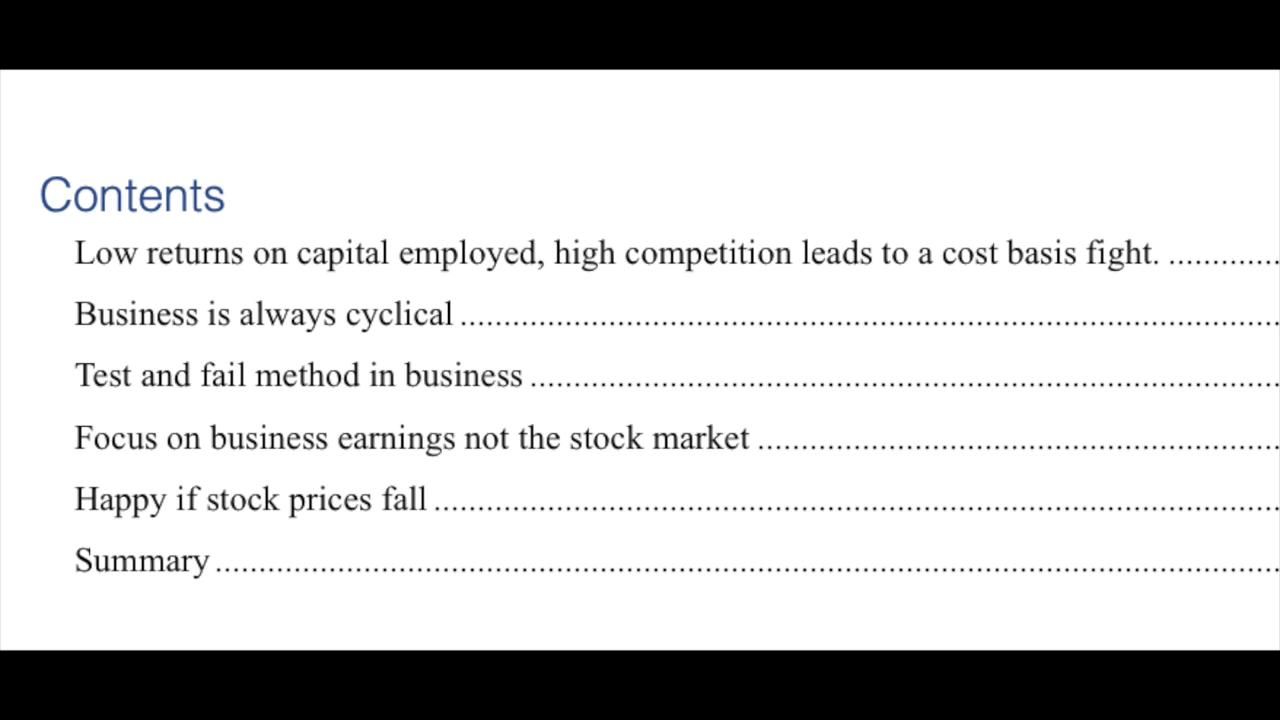 Contents
Low returns on capital employed, high competition leads to a cost basis fight. .............
Business is always cyclical ...............................................................................................
Test and fail method in business .......................................................................................
Focus on business earnings not the stock market ............................................................
Happy if stock prices fall ..................................................................................................
Summary ...........................................................................................................................